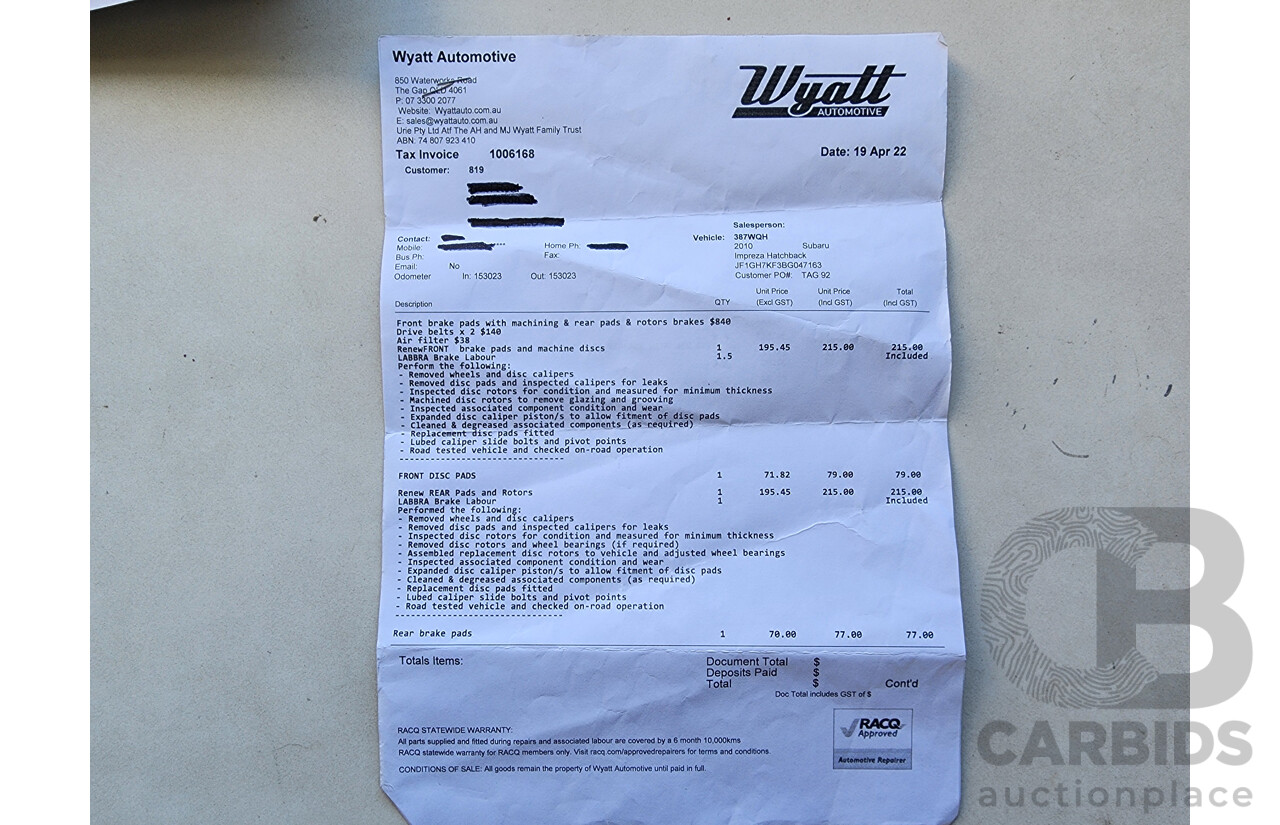 Wyatt Automotive
850 Waterworks Road
The Gap QLD 4061
P: 07 3300 2077
Website: Wyattauto.com.au
E: sales@wyattauto.com.au
Urie Pty Ltd Atf The AH and MJ Wyatt Family Trust
ABN: 74 807 923 410
Wyatt
AUTOMOTIVE
Tax Invoice 1006168
Date: 19 Apr 22
Customer: 819
Salesperson:
Contact:
Mobile:
Bus Ph:
Email: No
Odometer In: 153023 Out: 153023
Home Ph:
Fax:
Vehicle: 387WQH
2010 Subaru
Impreza Hatchback
JF1GH7KF3BG047163
Customer PO#: TAG 92
Description QTY Unit Price (Excl GST) Unit Price (Incl GST) Total (Incl GST)
Front brake pads with machining & rear pads & rotors brakes $840
Drive belts x 2 $140
Air filter $38
RenewFRONT brake pads and machine discs 1 195.45 215.00 215.00
LABBRA Brake Labour 1.5 Included
Perform the following:
- Removed wheels and disc calipers
- Removed disc pads and inspected calipers for leaks
- Inspected disc rotors for condition and measured for minimum thickness
- Machined disc rotors to remove glazing and grooving
- Inspected associated component condition and wear
- Expanded disc caliper piston/s to allow fitment of disc pads
- Cleaned & degreased associated components (as required)
- Replacement disc pads fitted
- Lubed caliper slide bolts and pivot points
- Road tested vehicle and checked on-road operation
-------------------------------
FRONT DISC PADS 1 71.82 79.00 79.00
Renew REAR Pads and Rotors 1 195.45 215.00 215.00
LABBRA Brake Labour 1 Included
Performed the following:
- Removed wheels and disc calipers
- Removed disc pads and inspected calipers for leaks
- Inspected disc rotors for condition and measured for minimum thickness
- Removed disc rotors and wheel bearings (if required)
- Assembled replacement disc rotors to vehicle and adjusted wheel bearings
- Inspected associated component condition and wear
- Expanded disc caliper piston/s to allow fitment of disc pads
- Cleaned & degreased associated components (as required)
- Replacement disc pads fitted
- Lubed caliper slide bolts and pivot points
- Road tested vehicle and checked on-road operation
-------------------------------
Rear brake pads 1 70.00 77.00 77.00
Totals Items:
Document Total $
Deposits Paid $
Total $ Cont'd
Doc Total includes GST of $
RACQ STATEWIDE WARRANTY:
All parts supplied and fitted during repairs and associated labour are covered by a 6 month 10,000kms
RACQ statewide warranty for RACQ members only. Visit racq.com/approvedrepairers for terms and conditions.
CONDITIONS OF SALE: All goods remain the property of Wyatt Automotive until paid in full.
RACQ
Approved
Automotive Repairer
CB
CARBIDS
auctionplace